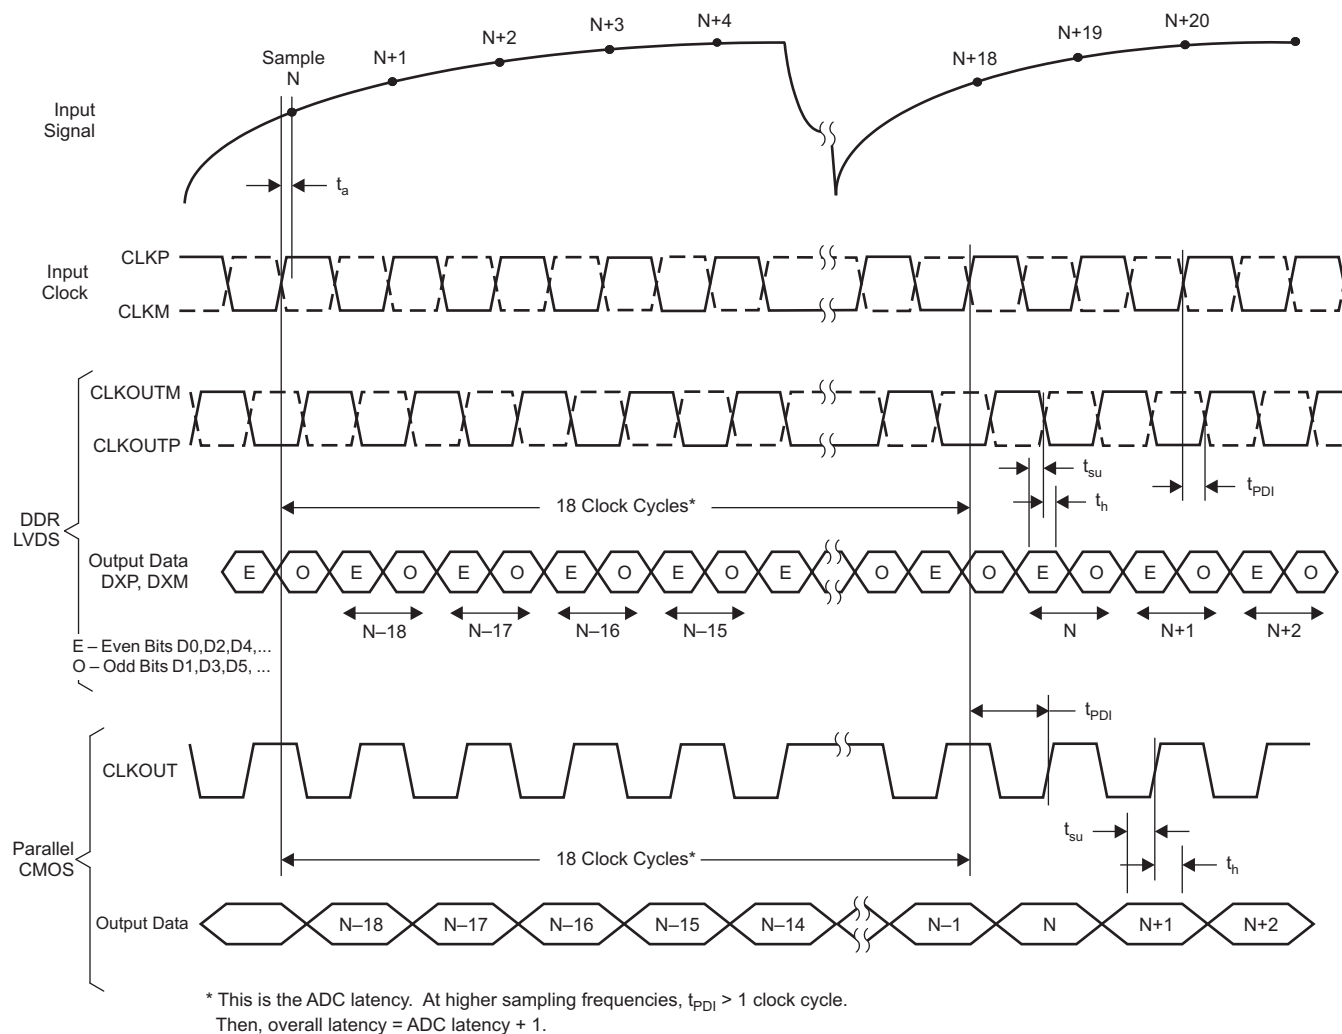 Sample
N
N+1
N+2
N+3
N+4
N+18
N+19
N+20
Input
Signal
ta
CLKP
Input
Clock
CLKM
CLKOUTM
CLKOUTP
tsu
tPDI
th
18 Clock Cycles*
DDR
LVDS
Output Data
DXP, DXM
E O E O E O E O E O E O E O E O E O E O
N–18
N–17
N–16
N–15
N
N+1
N+2
E – Even Bits D0,D2,D4,...
O – Odd Bits D1,D3,D5, ...
tPDI
CLKOUT
tsu
Parallel
CMOS
18 Clock Cycles*
th
Output Data
N–18
N–17
N–16
N–15
N–14
N–1
N
N+1
N+2
* This is the ADC latency. At higher sampling frequencies, tPDI > 1 clock cycle.
Then, overall latency = ADC latency + 1.